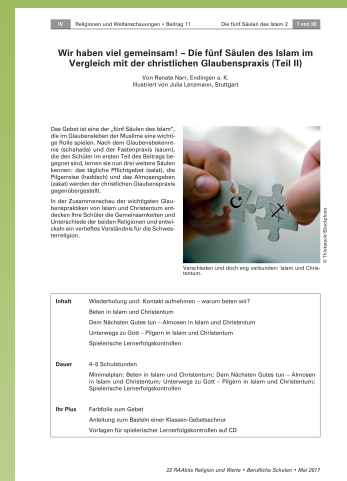 IV Religionen und Weltanschauungen • Beitrag 11 Die fünf Säulen des Islam 2 1 von 30
Wir haben viel gemeinsam! – Die fünf Säulen des Islam im
Vergleich mit der christlichen Glaubenspraxis (Teil II)
Von Renate Narr, Endingen a. K.
Illustriert von Julia Lenzmann, Stuttgart
Das Gebet ist eine der „fünf Säulen des Islam“,
die im Glaubensleben der Muslime eine wichti-
ge Rolle spielen. Nach dem Glaubensbekennt-
nis (schahada) und der Fastenpraxis (saum),
die den Schüler im ersten Teil des Beitrags be-
gegnet sind, lernen sie nun drei weitere Säulen
kennen: das tägliche Pflichtgebet (salat), die
Pilgerreise (haddsch) und das Almosengeben
(zakat) werden der christlichen Glaubenspraxis
gegenübergestellt.
In der Zusammenschau der wichtigsten Glau-
benspraktiken von Islam und Christentum ent-
decken Ihre Schüler die Gemeinsamkeiten und
Unterschiede der beiden Religionen und entwi-
ckeln ein vertieftes Verständnis für die Schwes-
terreligion.
© Thinkstock/iStockphoto
Verschieden und doch eng verbunden: Islam und Chris-
tentum.
Inhalt Wiederholung und: Kontakt aufnehmen – warum beten wir?
Beten in Islam und Christentum
Dem Nächsten Gutes tun – Almosen in Islam und Christentum
Unterwegs zu Gott – Pilgern in Islam und Christentum
Spielerische Lernerfolgskontrollen
Dauer 4–5 Schulstunden
Minimalplan: Beten in Islam und Christentum; Dem Nächsten Gutes tun – Almosen
in Islam und Christentum; Unterwegs zu Gott – Pilgern in Islam und Christentum;
Spielerische Lernerfolgskontrollen
Ihr Plus Farbfolie zum Gebet
Anleitung zum Basteln einer Klassen-Gebetsschnur
Vorlagen für spielerischer Lernerfolgskontrollen auf CD
22 RAAbits Religion und Werte • Berufliche Schulen • Mai 2017